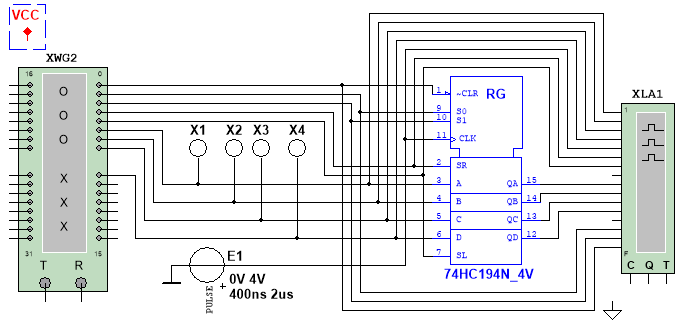 VCC
XWG2
XLA1
16 0
O
O
O
X
X
X
31 15
T R
X1 X2 X3 X4
E1
0V 4V
400ns 2us
PULSE
+
RG
1 ~CLR
9 S0
10 S1
11 CLK
2 SR
3 A QA 15
4 B QB 14
5 C QC 13
6 D QD 12
7 SL
74HC194N_4V
1
F
C Q T